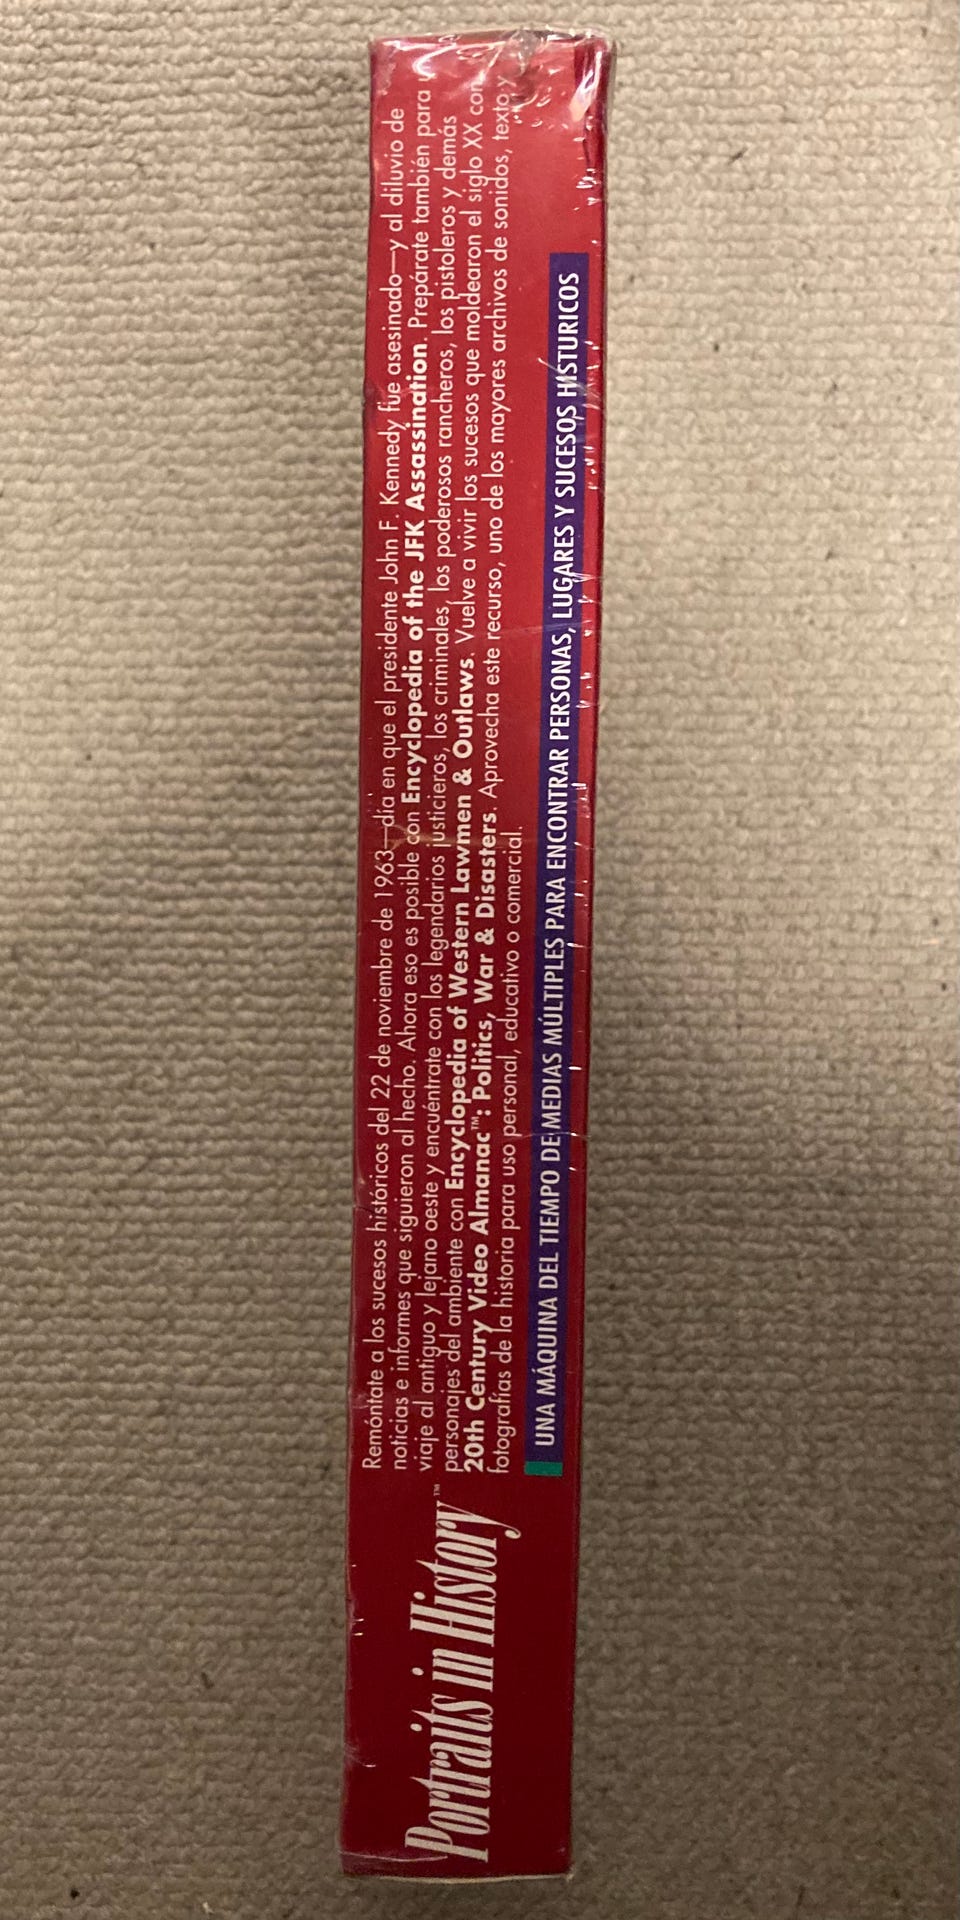 Portraits in History™
Remóntate a los sucesos históricos del 22 de noviembre de 1963—día en que el presidente John F. Kennedy fue asesinado—y al diluvio de
noticias e informes que siguieron al hecho. Ahora eso es posible con Encyclopedia of the JFK Assassination. Prepárate también para u
viaje al antiguo y lejano oeste y encuéntrate con los legendarios justicieros, los criminales, los poderosos rancheros, los pistoleros y demás
personajes del ambiente con Encyclopedia of Western Lawmen & Outlaws. Vuelve a vivir los sucesos que moldearon el siglo XX con
20th Century Video Almanac™: Politics, War & Disasters. Aprovecha este recurso, uno de los mayores archivos de sonidos, texto y
fotografías de la historia para uso personal, educativo o comercial.
UNA MÁQUINA DEL TIEMPO DE MEDIAS MÚLTIPLES PARA ENCONTRAR PERSONAS, LUGARES Y SUCESOS HISTURICOS